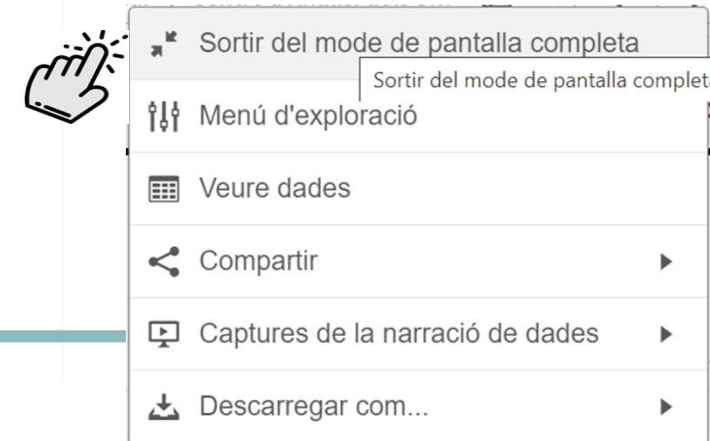 Sortir del mode de pantalla completa
Sortir del mode de pantalla
Menú d'exploració
Veure dades
Compartir
Captures de la narració de dades
Descarregar com...